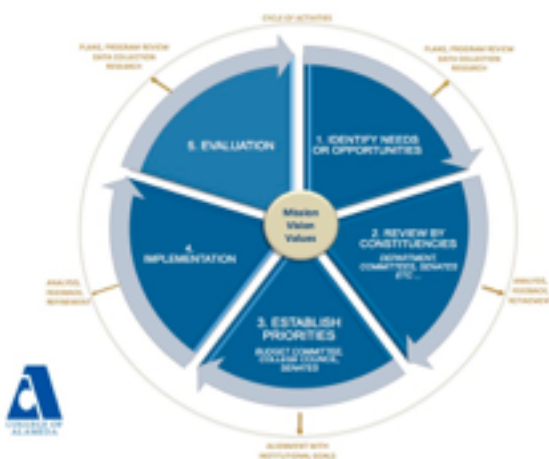 CYCLE OF ACTIVITIES
PLANS, PROGRAM REVIEW
DATA COLLECTION
RESEARCH
PLANS, PROGRAM REVIEW
DATA COLLECTION
RESEARCH
5. EVALUATION
1. IDENTIFY NEEDS
OR OPPORTUNITIES
Mission
Vision
Values
2. REVIEW BY
CONSTITUENCIES
DEPARTMENT,
COMMITTEES, SENATES
ETC ...
4.
IMPLEMENTATION
ANALYSIS,
FEEDBACK,
REFINEMENT
ANALYSIS,
FEEDBACK,
REFINEMENT
3. ESTABLISH
PRIORITIES
BUDGET COMMITTEE,
COLLEGE COUNCIL,
SENATES
COLLEGE OF
ALAMEDA
ALIGNMENT WITH
INSTITUTIONAL GOALS